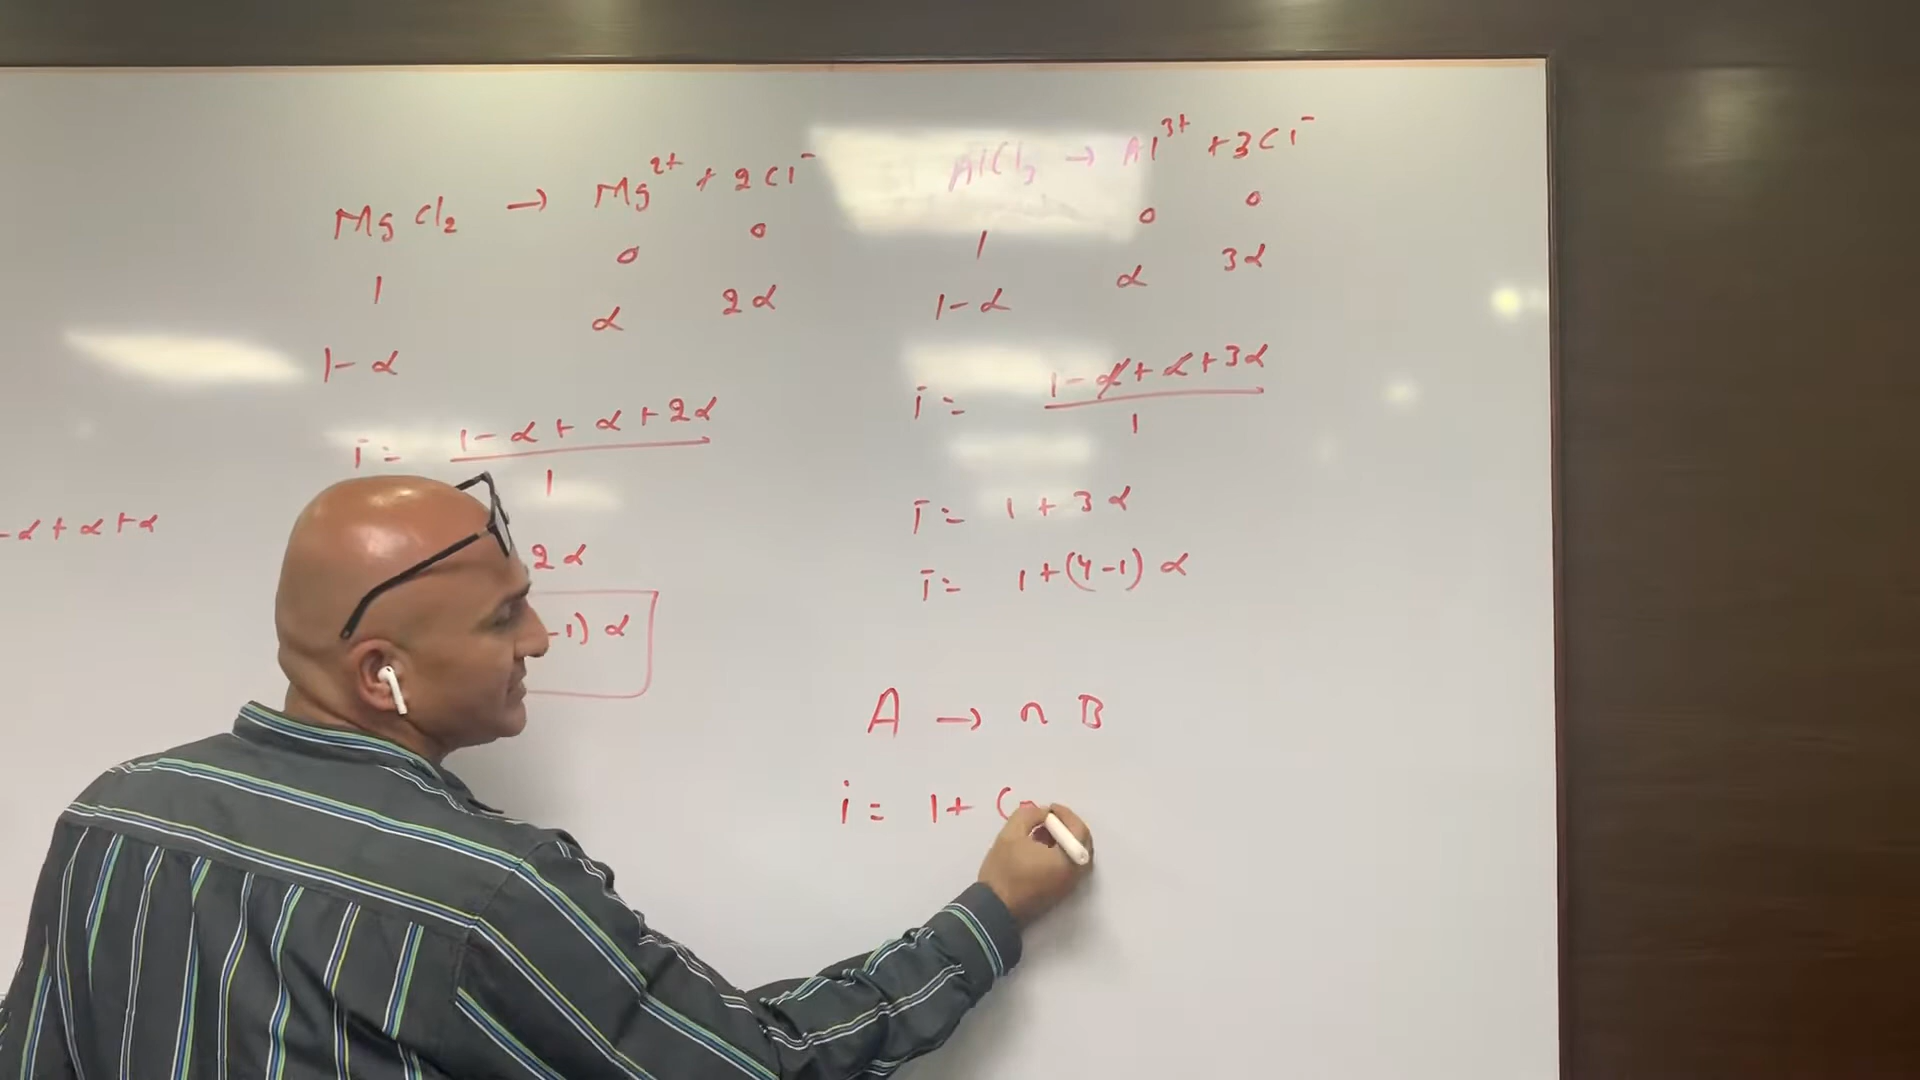 MgCl₂ → Mg²⁺ + 2Cl⁻
1 0 0
1-α α 2α
i = 1-α+α+2α / 1
2α
-1) α
-α+α+α
AlCl₃ → Al³⁺ + 3Cl⁻
1 0 0
1-α α 3α
i = 1-α+α+3α / 1
i = 1 + 3α
i = 1+(4-1) α
A → n B
i = 1+ (